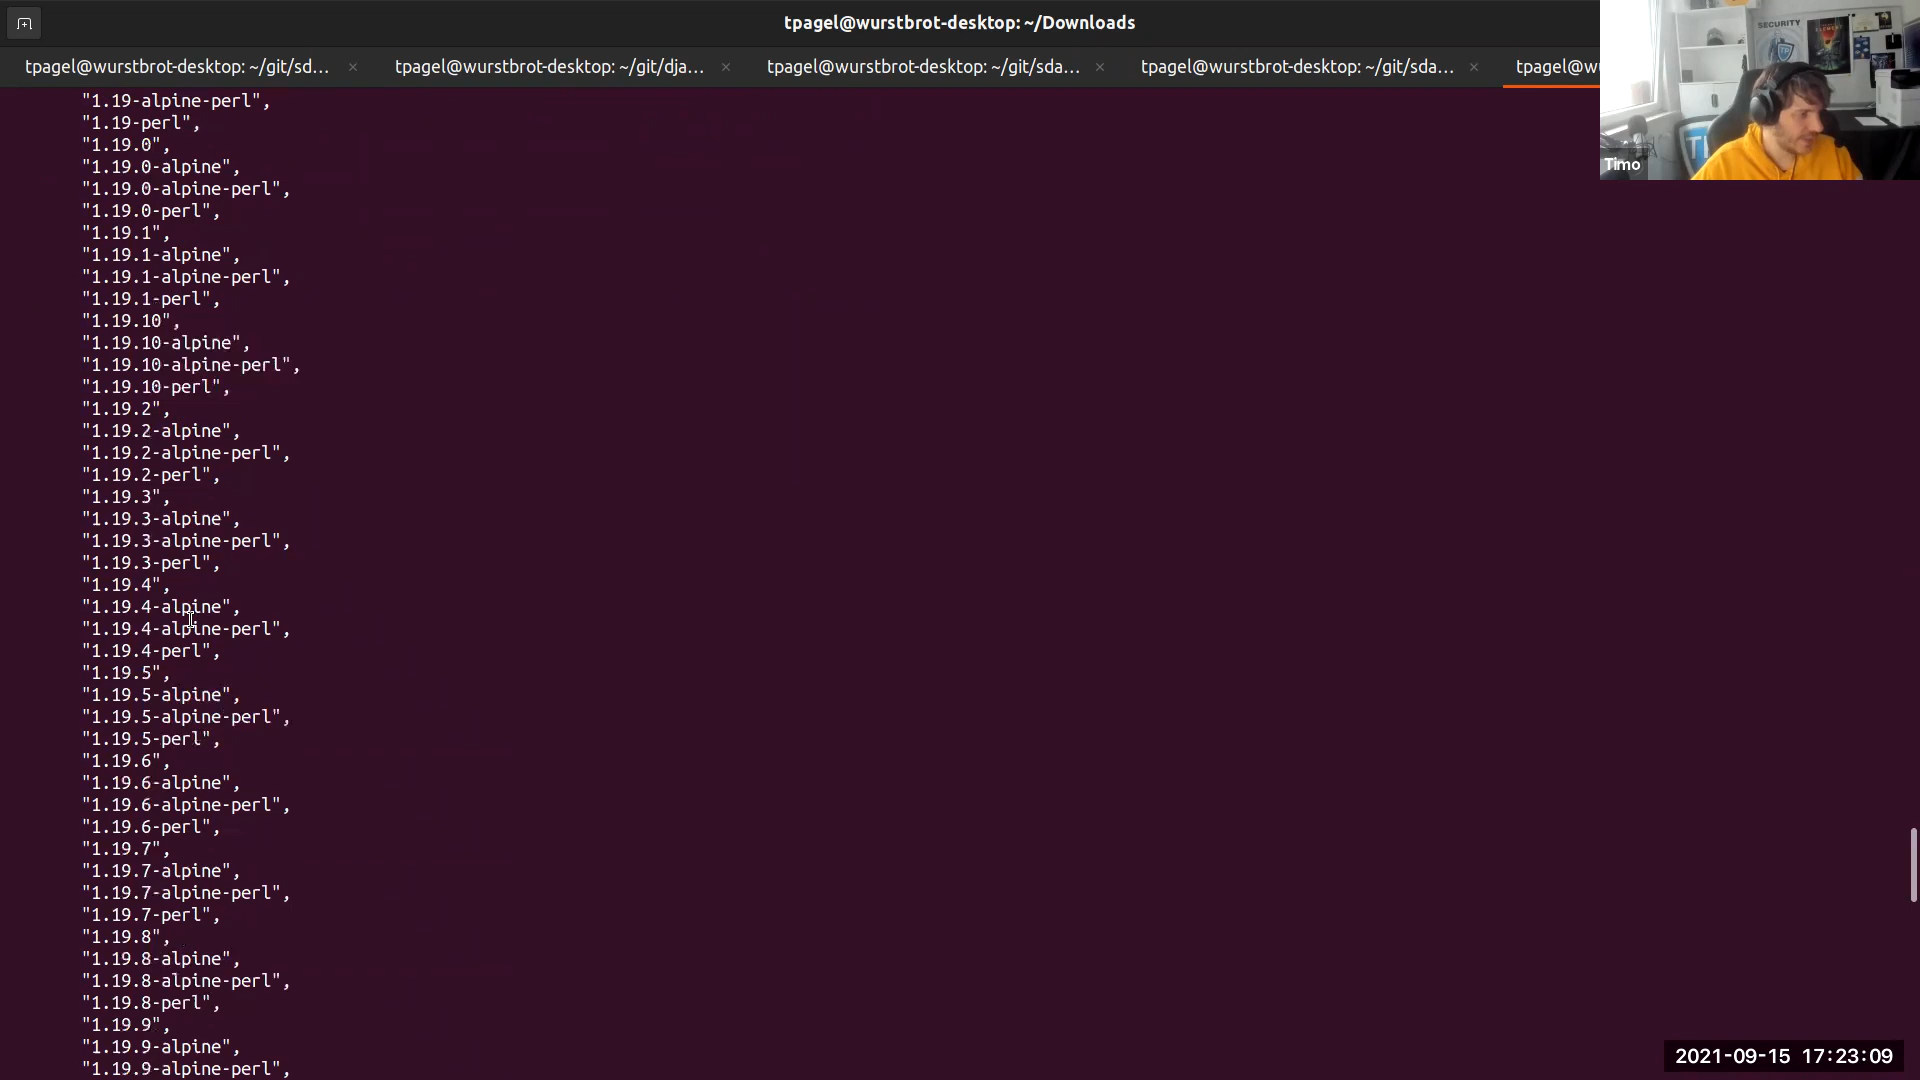 tpagel@wurstbrot-desktop: ~/Downloads
tpagel@wurstbrot-desktop: ~/git/sd...
tpagel@wurstbrot-desktop: ~/git/dja...
tpagel@wurstbrot-desktop: ~/git/sda...
tpagel@wurstbrot-desktop: ~/git/sda...
tpagel@w
SECURITY
Timo
"1.19-alpine-perl",
"1.19-perl",
"1.19.0",
"1.19.0-alpine",
"1.19.0-alpine-perl",
"1.19.0-perl",
"1.19.1",
"1.19.1-alpine",
"1.19.1-alpine-perl",
"1.19.1-perl",
"1.19.10",
"1.19.10-alpine",
"1.19.10-alpine-perl",
"1.19.10-perl",
"1.19.2",
"1.19.2-alpine",
"1.19.2-alpine-perl",
"1.19.2-perl",
"1.19.3",
"1.19.3-alpine",
"1.19.3-alpine-perl",
"1.19.3-perl",
"1.19.4",
"1.19.4-alpine",
"1.19.4-alpine-perl",
"1.19.4-perl",
"1.19.5",
"1.19.5-alpine",
"1.19.5-alpine-perl",
"1.19.5-perl",
"1.19.6",
"1.19.6-alpine",
"1.19.6-alpine-perl",
"1.19.6-perl",
"1.19.7",
"1.19.7-alpine",
"1.19.7-alpine-perl",
"1.19.7-perl",
"1.19.8",
"1.19.8-alpine",
"1.19.8-alpine-perl",
"1.19.8-perl",
"1.19.9",
"1.19.9-alpine",
"1.19.9-alpine-perl",
2021-09-15 17:23:09